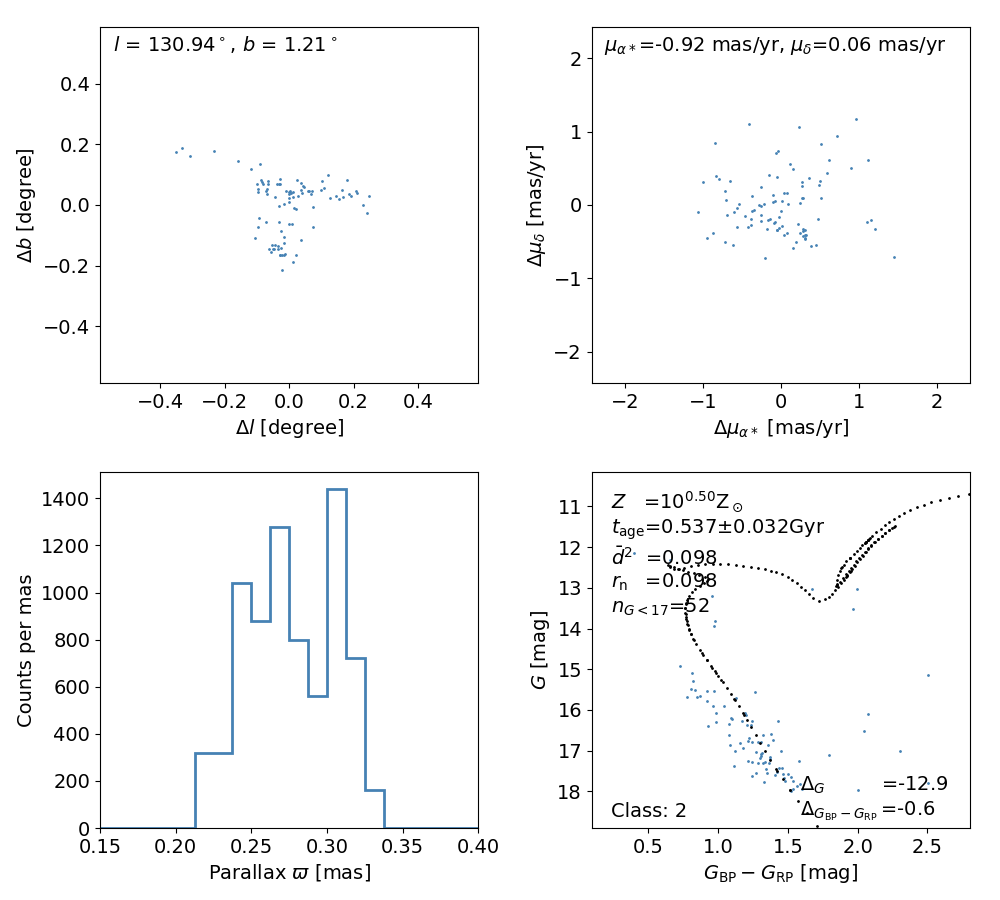 l = 130.94°, b = 1.21°
0.4
0.2
0.0
−0.2
−0.4
Δb [degree]
−0.4 −0.2 0.0 0.2 0.4
Δl [degree]
μα∗=-0.92 mas/yr, μδ=0.06 mas/yr
2
1
0
−1
−2
Δμδ [mas/yr]
−2 −1 0 1 2
Δμα∗ [mas/yr]
1400
1200
1000
800
600
400
200
0
Counts per mas
0.15 0.20 0.25 0.30 0.35 0.40
Parallax ϖ [mas]
Z =10^0.50Z⊙
tage=0.537±0.032Gyr
d̄² =0.098
rn =0.098
nG<17=52
ΔG =-12.9
ΔGBP−GRP=-0.6
Class: 2
11
12
13
14
15
16
17
18
G [mag]
0.5 1.0 1.5 2.0 2.5
GBP − GRP [mag]